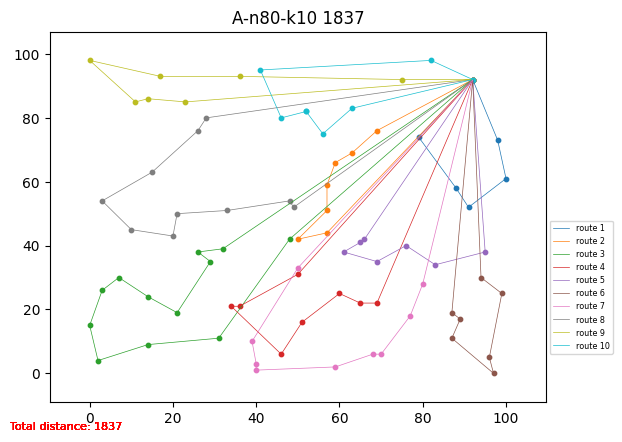 A-n80-k10 1837
100
80
60
40
20
0
0
20
40
60
80
100
route 1
route 2
route 3
route 4
route 5
route 6
route 7
route 8
route 9
route 10
Total distance: 1837